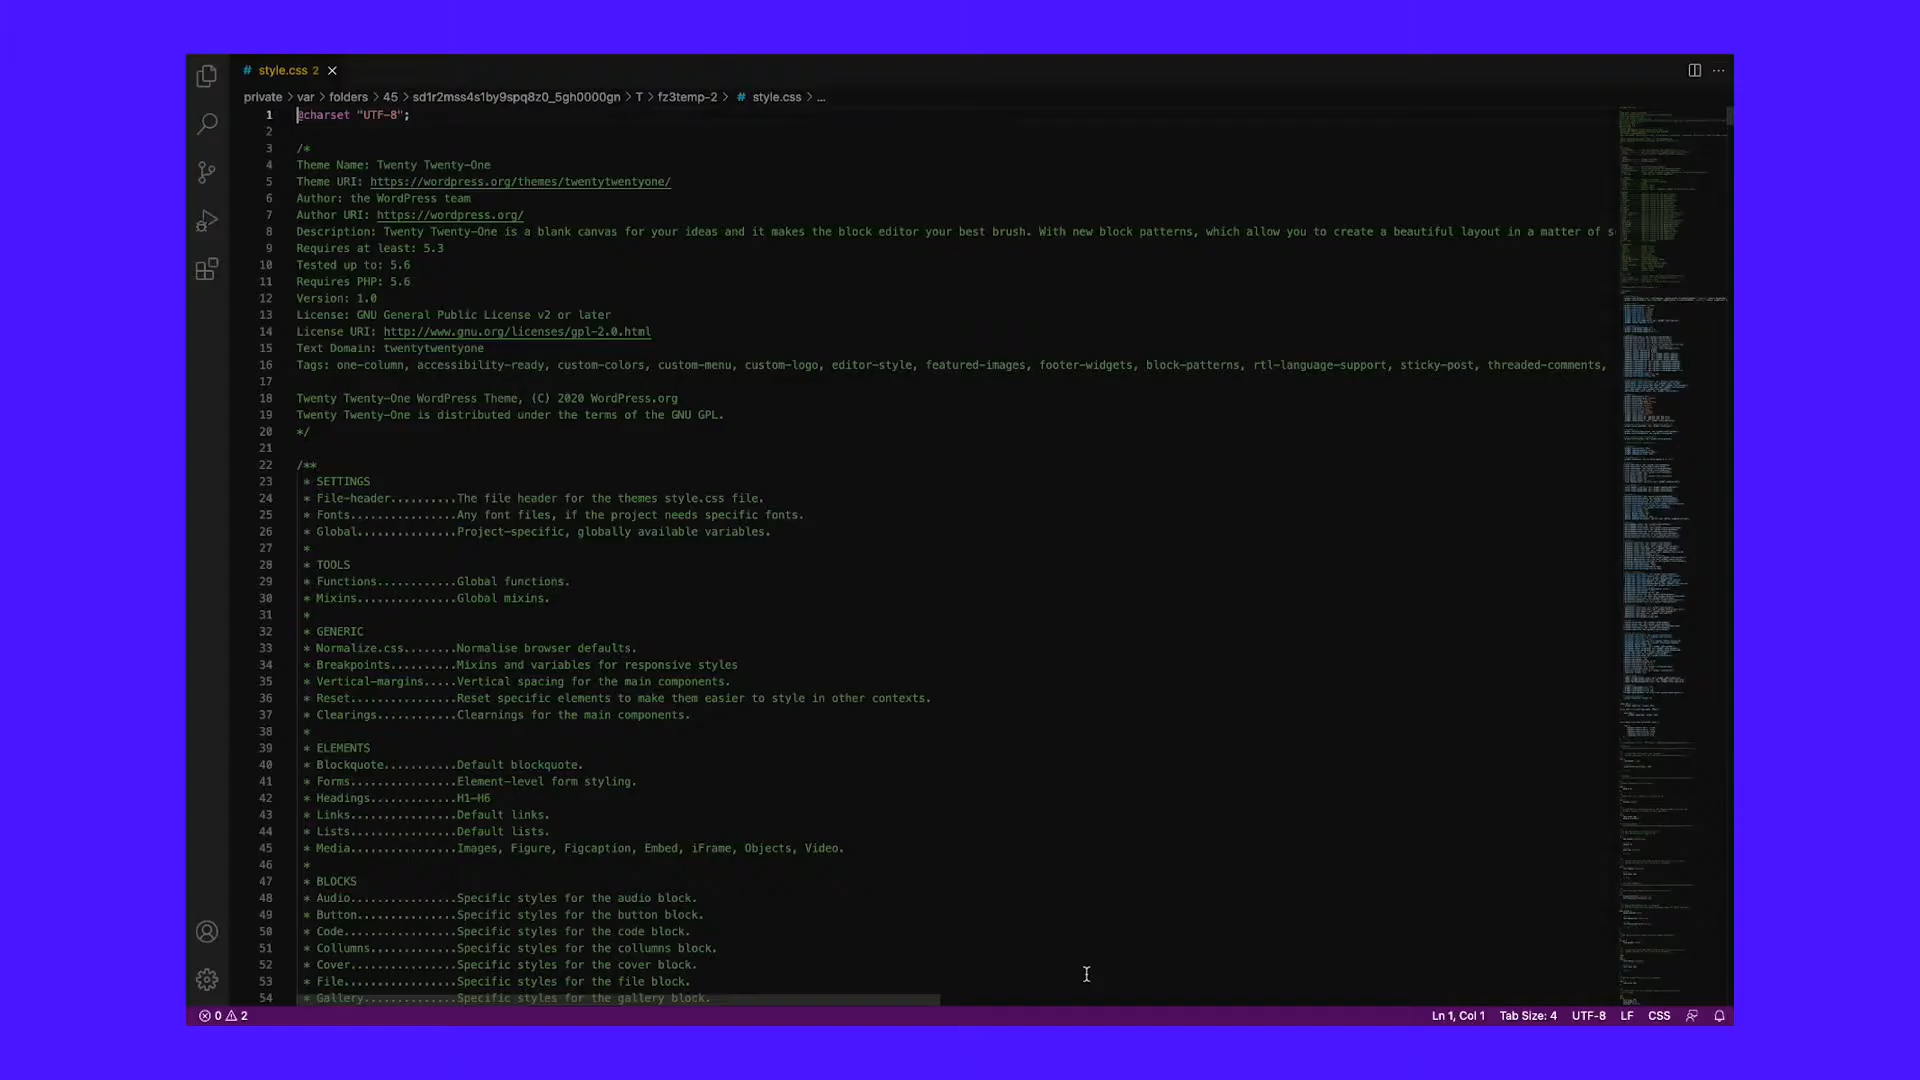 # style.css 2 ×
private > var > folders > 45 > sd1r2mss4s1by9spq8z0_5gh0000gn > T > fz3temp-2 > # style.css > ...
1 @charset "UTF-8";
2
3 /*
4 Theme Name: Twenty Twenty-One
5 Theme URI: https://wordpress.org/themes/twentytwentyone/
6 Author: the WordPress team
7 Author URI: https://wordpress.org/
8 Description: Twenty Twenty-One is a blank canvas for your ideas and it makes the block editor your best brush. With new block patterns, which allow you to create a beautiful layout in a matter of s
9 Requires at least: 5.3
10 Tested up to: 5.6
11 Requires PHP: 5.6
12 Version: 1.0
13 License: GNU General Public License v2 or later
14 License URI: http://www.gnu.org/licenses/gpl-2.0.html
15 Text Domain: twentytwentyone
16 Tags: one-column, accessibility-ready, custom-colors, custom-menu, custom-logo, editor-style, featured-images, footer-widgets, block-patterns, rtl-language-support, sticky-post, threaded-comments,
17
18 Twenty Twenty-One WordPress Theme, (C) 2020 WordPress.org
19 Twenty Twenty-One is distributed under the terms of the GNU GPL.
20 */
21
22 /**
23 * SETTINGS
24 * File-header..........The file header for the themes style.css file.
25 * Fonts................Any font files, if the project needs specific fonts.
26 * Global...............Project-specific, globally available variables.
27 *
28 * TOOLS
29 * Functions............Global functions.
30 * Mixins...............Global mixins.
31 *
32 * GENERIC
33 * Normalize.css........Normalise browser defaults.
34 * Breakpoints..........Mixins and variables for responsive styles
35 * Vertical-margins.....Vertical spacing for the main components.
36 * Reset................Reset specific elements to make them easier to style in other contexts.
37 * Clearings............Clearnings for the main components.
38 *
39 * ELEMENTS
40 * Blockquote...........Default blockquote.
41 * Forms................Element-level form styling.
42 * Headings.............H1–H6
43 * Links................Default links.
44 * Lists................Default lists.
45 * Media................Images, Figure, Figcaption, Embed, iFrame, Objects, Video.
46 *
47 * BLOCKS
48 * Audio................Specific styles for the audio block.
49 * Button...............Specific styles for the button block.
50 * Code.................Specific styles for the code block.
51 * Collumns.............Specific styles for the collumns block.
52 * Cover................Specific styles for the cover block.
53 * File.................Specific styles for the file block.
54 * Gallery..............Specific styles for the gallery block.
0 2 Ln 1, Col 1 Tab Size: 4 UTF-8 LF CSS